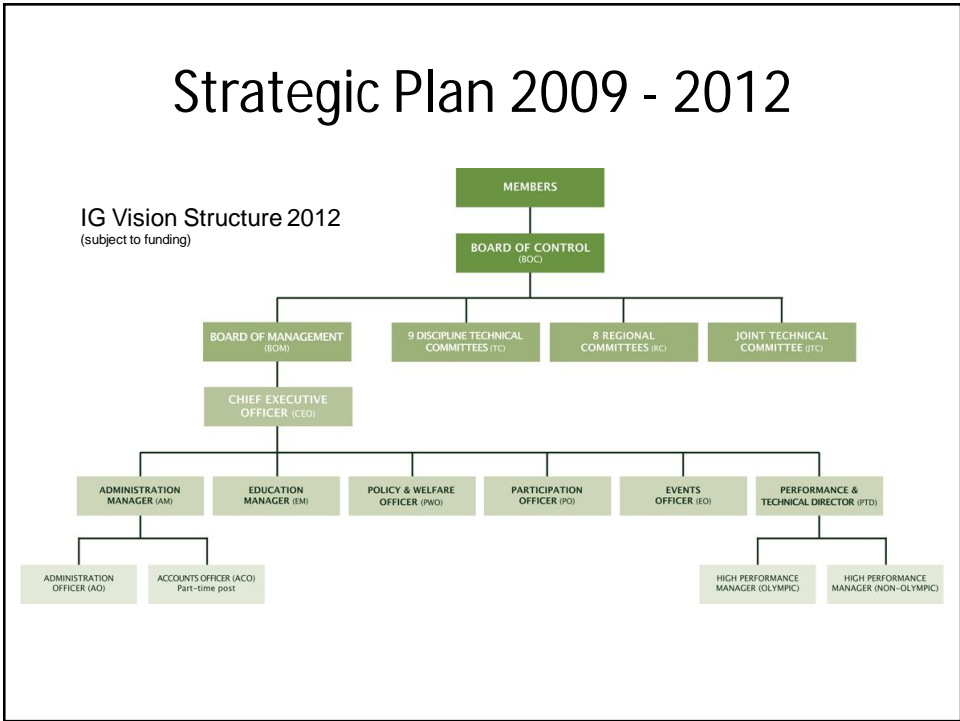 Strategic Plan 2009 - 2012
IG Vision Structure 2012
(subject to funding)
MEMBERS
BOARD OF CONTROL
(BOC)
BOARD OF MANAGEMENT
(BOM)
9 DISCIPLINE TECHNICAL
COMMITTEES (TC)
8 REGIONAL
COMMITTEES (RC)
JOINT TECHNICAL
COMMITTEE (JTC)
CHIEF EXECUTIVE
OFFICER (CEO)
ADMINISTRATION
MANAGER (AM)
EDUCATION
MANAGER (EM)
POLICY & WELFARE
OFFICER (PWO)
PARTICIPATION
OFFICER (PO)
EVENTS
OFFICER (EO)
PERFORMANCE &
TECHNICAL DIRECTOR (PTD)
ADMINISTRATION
OFFICER (AO)
ACCOUNTS OFFICER (ACO)
Part-time post
HIGH PERFORMANCE
MANAGER (OLYMPIC)
HIGH PERFORMANCE
MANAGER (NON-OLYMPIC)